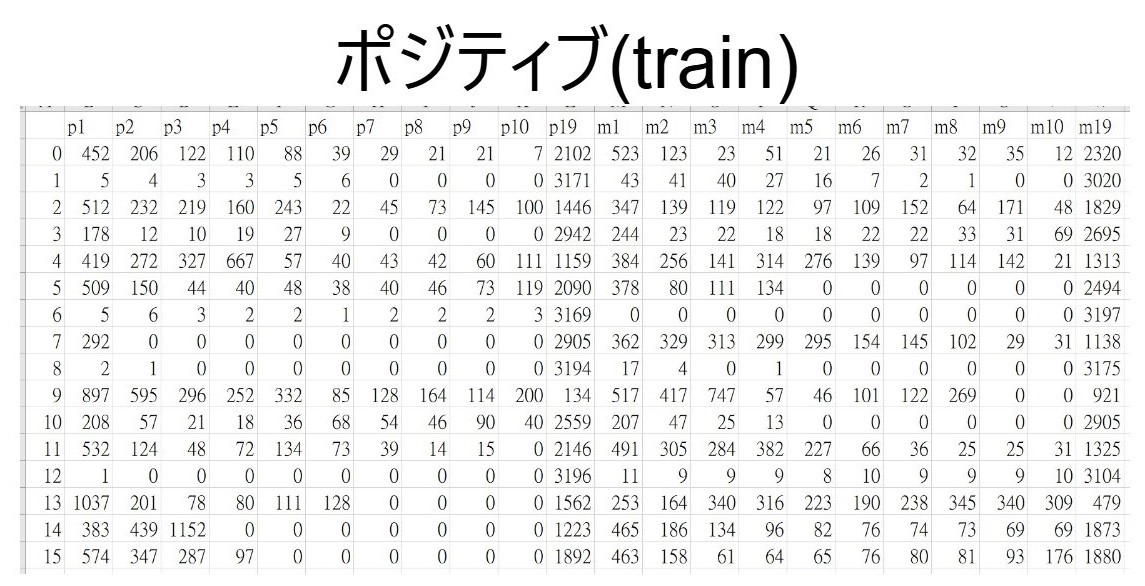 ポジティブ(train)
p1 p2 p3 p4 p5 p6 p7 p8 p9 p10 p19 m1 m2 m3 m4 m5 m6 m7 m8 m9 m10 m19
0 452 206 122 110 88 39 29 21 21 7 2102 523 123 23 51 21 26 31 32 35 12 2320
1 5 4 3 3 5 6 0 0 0 0 3171 43 41 40 27 16 7 2 1 0 0 3020
2 512 232 219 160 243 22 45 73 145 100 1446 347 139 119 122 97 109 152 64 171 48 1829
3 178 12 10 19 27 9 0 0 0 0 2942 244 23 22 18 18 22 22 33 31 69 2695
4 419 272 327 667 57 40 43 42 60 111 1159 384 256 141 314 276 139 97 114 142 21 1313
5 509 150 44 40 48 38 40 46 73 119 2090 378 80 111 134 0 0 0 0 0 0 2494
6 5 6 3 2 2 1 2 2 2 3 3169 0 0 0 0 0 0 0 0 0 0 3197
7 292 0 0 0 0 0 0 0 0 0 2905 362 329 313 299 295 154 145 102 29 31 1138
8 2 1 0 0 0 0 0 0 0 0 3194 17 4 0 1 0 0 0 0 0 0 3175
9 897 595 296 252 332 85 128 164 114 200 134 517 417 747 57 46 101 122 269 0 0 921
10 208 57 21 18 36 68 54 46 90 40 2559 207 47 25 13 0 0 0 0 0 0 2905
11 532 124 48 72 134 73 39 14 15 0 2146 491 305 284 382 227 66 36 25 25 31 1325
12 1 0 0 0 0 0 0 0 0 0 3196 11 9 9 9 8 10 9 9 9 10 3104
13 1037 201 78 80 111 128 0 0 0 0 1562 253 164 340 316 223 190 238 345 340 309 479
14 383 439 1152 0 0 0 0 0 0 0 1223 465 186 134 96 82 76 74 73 69 69 1873
15 574 347 287 97 0 0 0 0 0 0 1892 463 158 61 64 65 76 80 81 93 176 1880